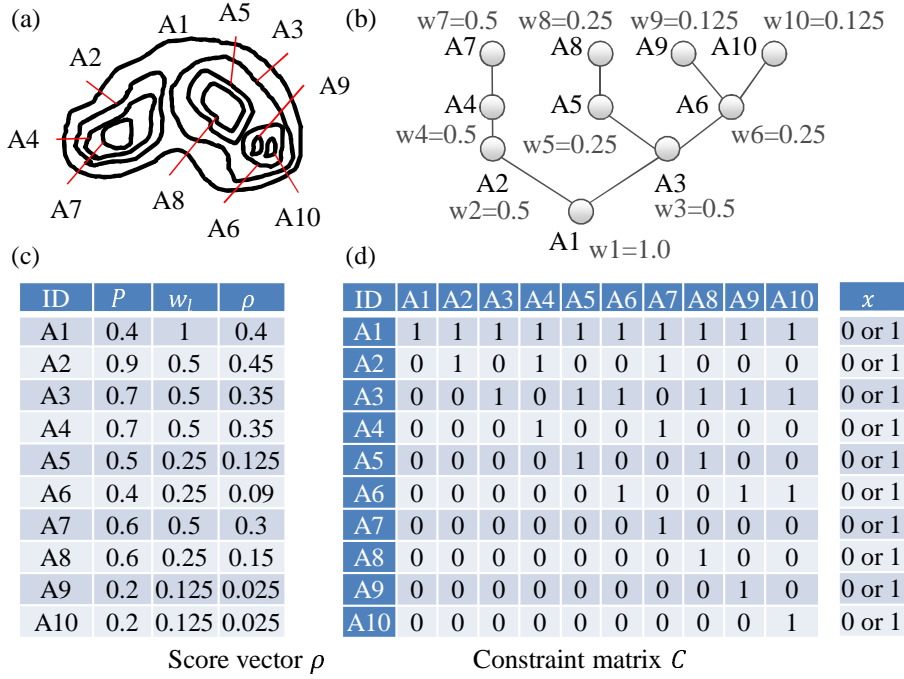 (a)
A1
A5
A3
A2
A9
A4
A7
A8
A6
A10
(b)
w7=0.5 w8=0.25 w9=0.125 w10=0.125
A7 A8 A9 A10
A4 A5 A6
w4=0.5 w5=0.25 w6=0.25
A2 A3
w2=0.5 w3=0.5
A1
w1=1.0
(c)
ID P w_l ρ
A1 0.4 1 0.4
A2 0.9 0.5 0.45
A3 0.7 0.5 0.35
A4 0.7 0.5 0.35
A5 0.5 0.25 0.125
A6 0.4 0.25 0.09
A7 0.6 0.5 0.3
A8 0.6 0.25 0.15
A9 0.2 0.125 0.025
A10 0.2 0.125 0.025
Score vector ρ
(d)
ID A1 A2 A3 A4 A5 A6 A7 A8 A9 A10 x
A1 1 1 1 1 1 1 1 1 1 1 0 or 1
A2 0 1 0 1 0 0 1 0 0 0 0 or 1
A3 0 0 1 0 1 1 0 1 1 1 0 or 1
A4 0 0 0 1 0 0 1 0 0 0 0 or 1
A5 0 0 0 0 1 0 0 1 0 0 0 or 1
A6 0 0 0 0 0 1 0 0 1 1 0 or 1
A7 0 0 0 0 0 0 1 0 0 0 0 or 1
A8 0 0 0 0 0 0 0 1 0 0 0 or 1
A9 0 0 0 0 0 0 0 0 1 0 0 or 1
A10 0 0 0 0 0 0 0 0 0 1 0 or 1
Constraint matrix C